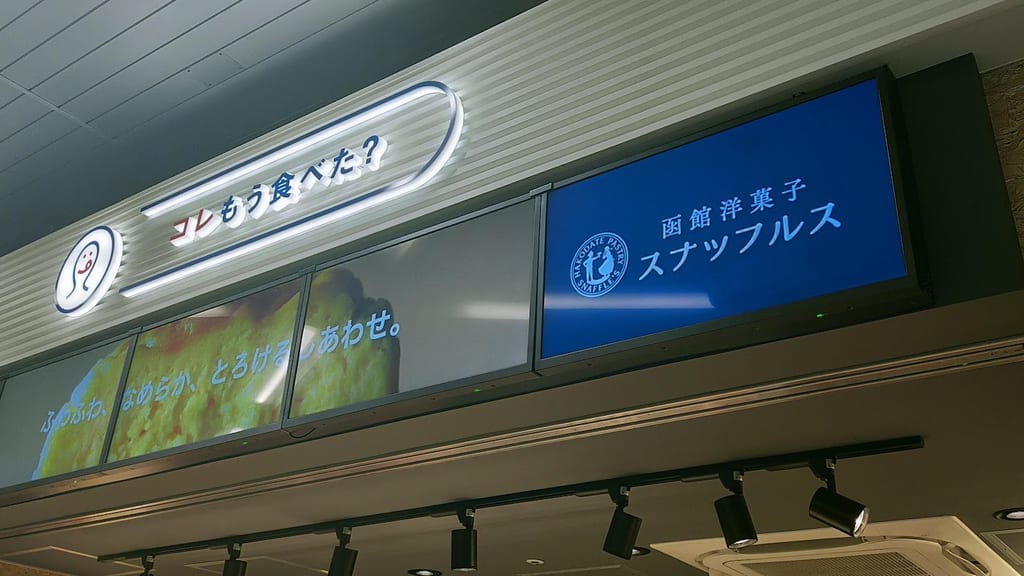 コレもう食べた?
函館洋菓子
スナッフルス
HAKODATE PASTRY
SNAFFLE'S
ふわふわ、なめらか、とろけるしあわせ。